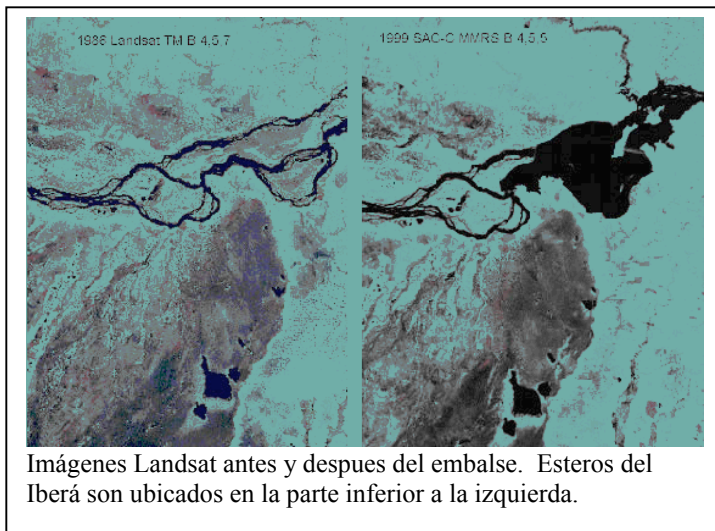 1986 Landsat TM B 4,5,7
1999 SAC-C MMRS B 4,5,5
Imágenes Landsat antes y despues del embalse. Esteros del
Iberá son ubicados en la parte inferior a la izquierda.